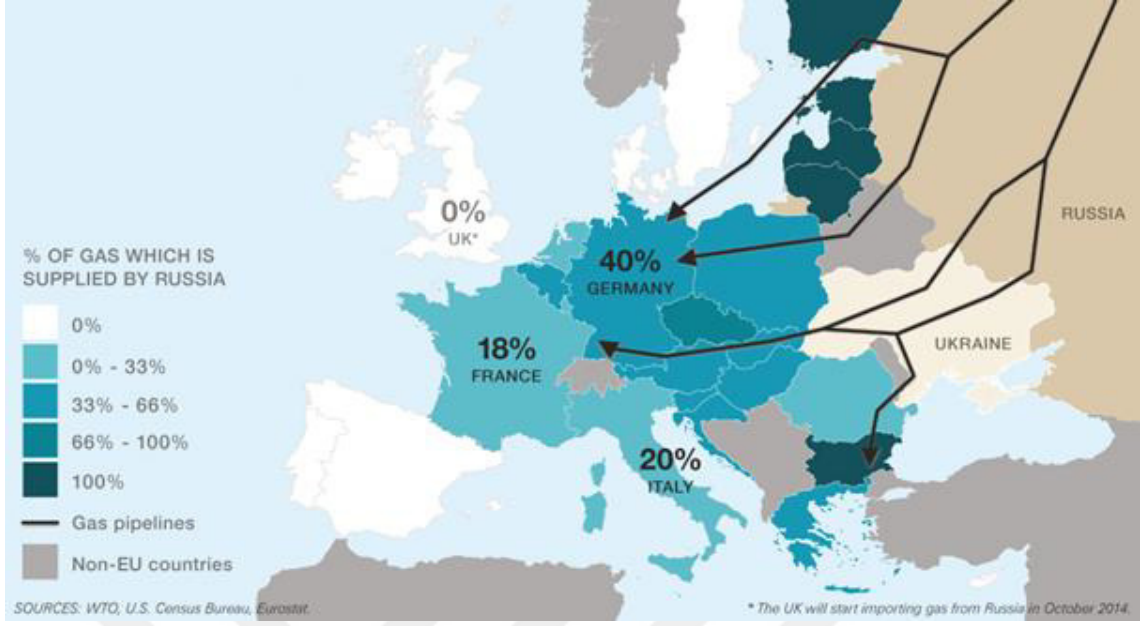 0%
UK*
40%
GERMANY
18%
FRANCE
20%
ITALY
RUSSIA
UKRAINE
% OF GAS WHICH IS
SUPPLIED BY RUSSIA
0%
0% - 33%
33% - 66%
66% - 100%
100%
Gas pipelines
Non-EU countries
SOURCES: WTO, U.S. Census Bureau, Eurostat.
* The UK will start importing gas from Russia in October 2014.